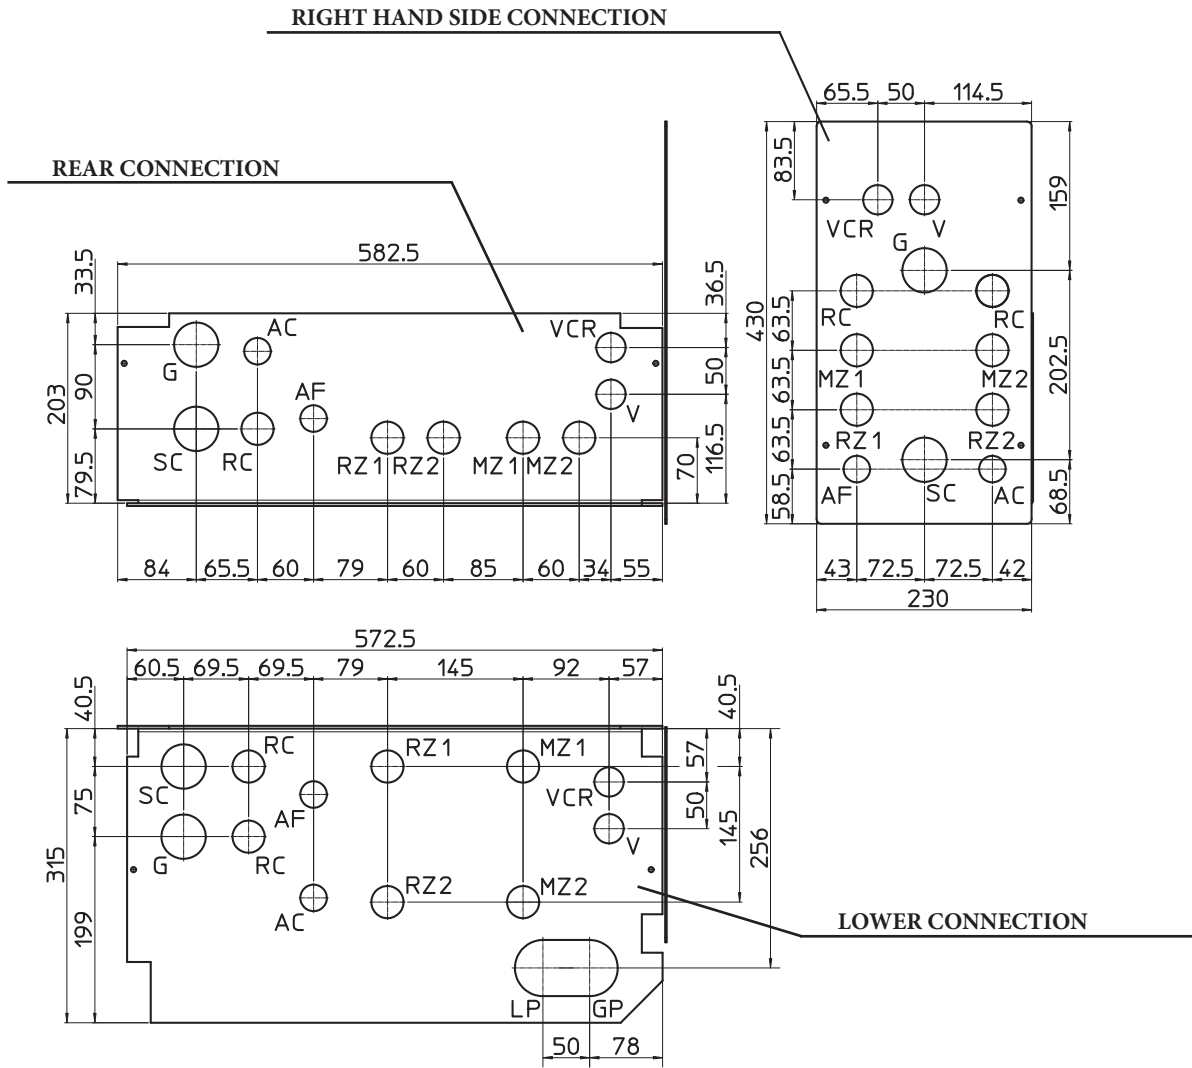 RIGHT HAND SIDE CONNECTION
65.5 50 114.5
83.5
430
159
VCR V
G
RC RC
63.5
MZ1 MZ2
63.5
202.5
RZ1 RZ2
63.5
AF SC AC
58.5
68.5
43 72.5 72.5 42
230
REAR CONNECTION
582.5
33.5
36.5
AC VCR
G
203
90
50
AF
V
SC RC RZ1 RZ2 MZ1 MZ2
79.5
70
116.5
84 65.5 60 79 60 85 60 34 55
572.5
60.5 69.5 69.5 79 145 92 57
40.5
40.5
RC RZ1 MZ1
57
SC VCR
75
AF
50
145
256
G RC V
315
RZ2 MZ2
AC
199
LOWER CONNECTION
LP GP
50 78